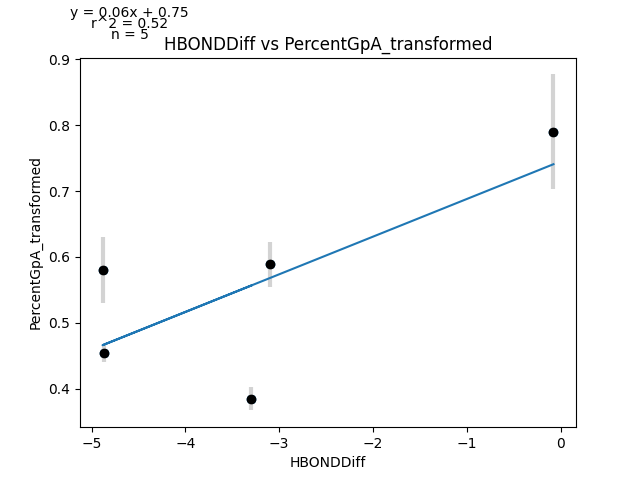 y = 0.06x + 0.75
r^2 = 0.52
n = 5
HBONDDiff vs PercentGpA_transformed
PercentGpA_transformed
0.9
0.8
0.7
0.6
0.5
0.4
−5
−4
−3
−2
−1
0
HBONDDiff